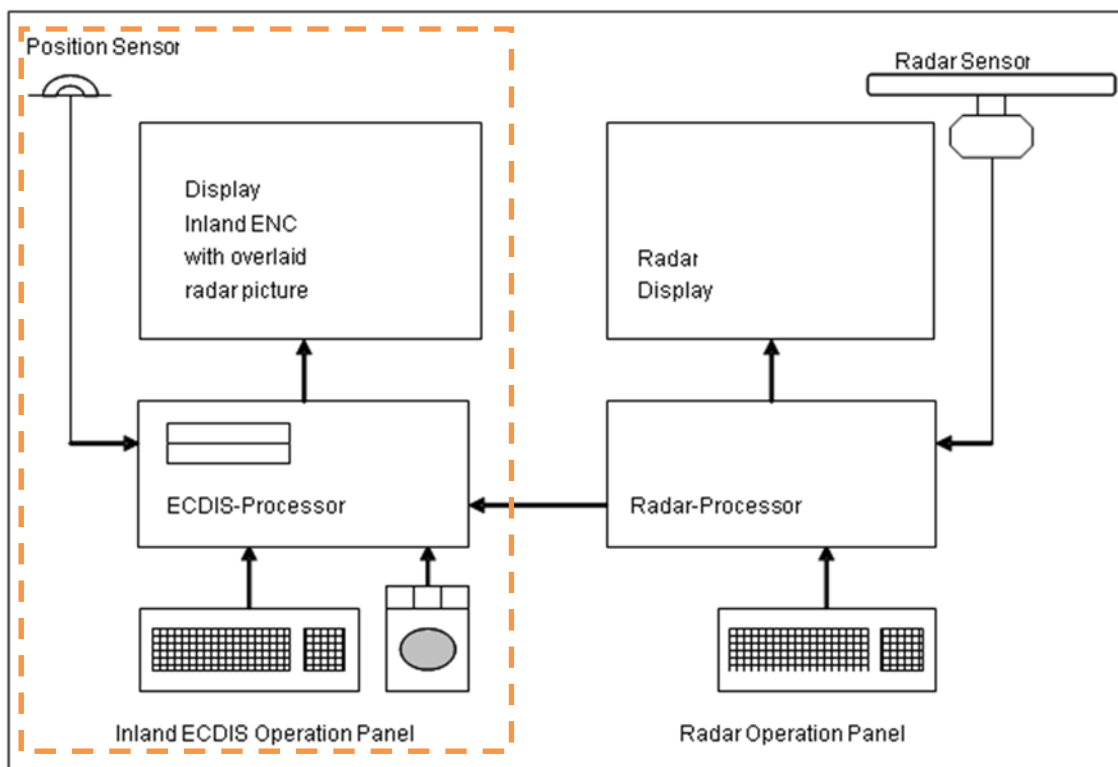 Position Sensor
Radar Sensor
Display
Inland ENC
with overlaid
radar picture
Radar
Display
ECDIS-Processor
Radar-Processor
Inland ECDIS Operation Panel
Radar Operation Panel